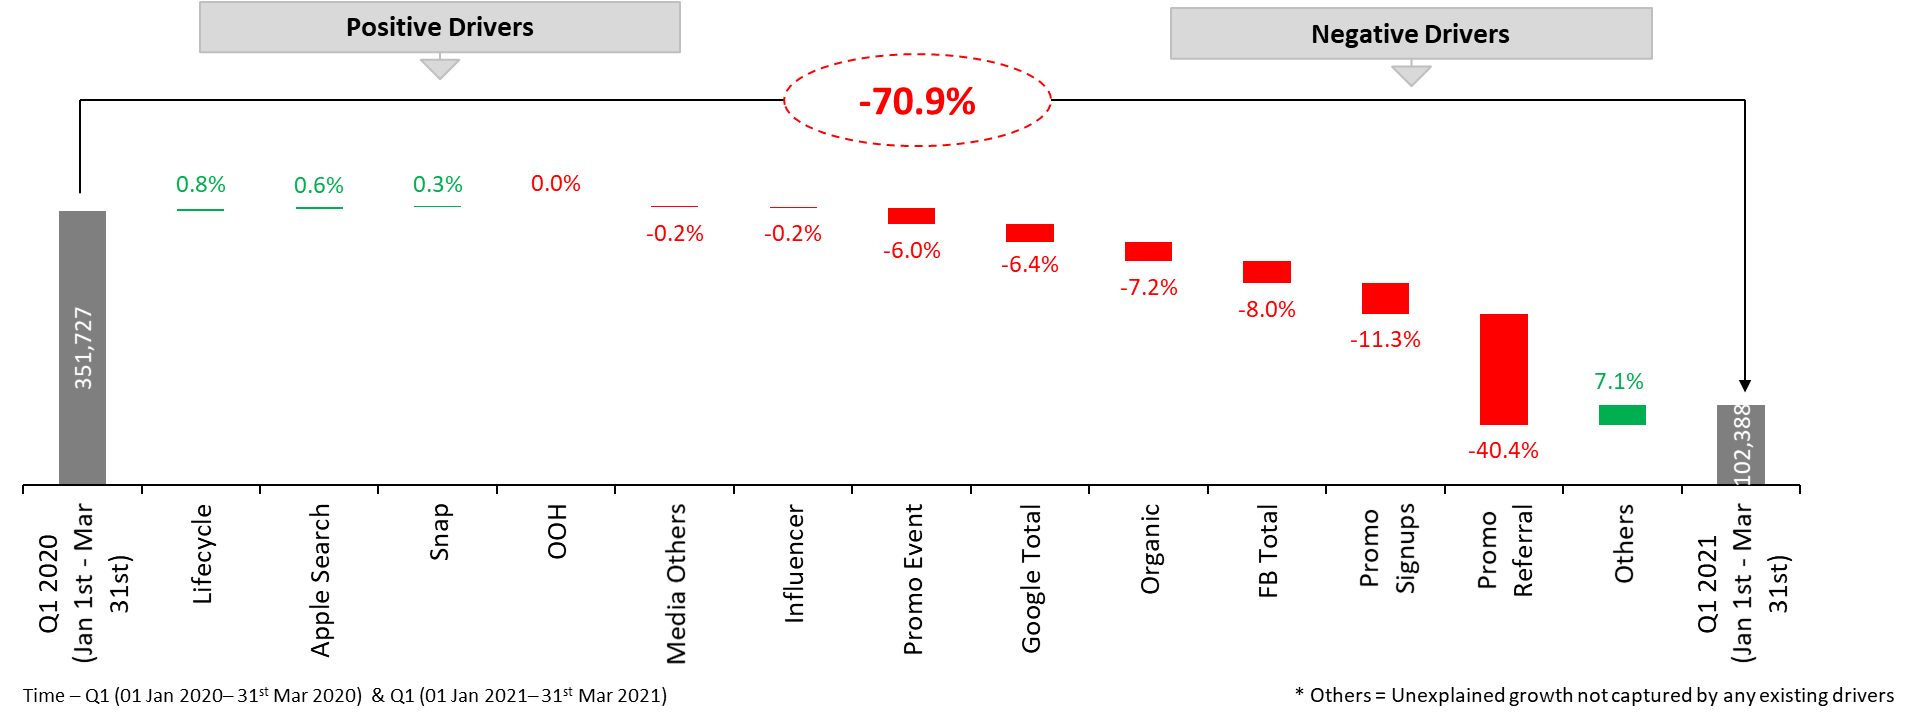 Positive Drivers
Negative Drivers
-70.9%
0.8%
0.6%
0.3%
0.0%
-0.2%
-0.2%
-6.0%
-6.4%
-7.2%
-8.0%
-11.3%
-40.4%
7.1%
351,727
102,388
Q1 2020
(Jan 1st - Mar
31st)
Lifecycle
Apple Search
Snap
OOH
Media Others
Influencer
Promo Event
Google Total
Organic
FB Total
Promo
Signups
Promo
Referral
Others
Q1 2021
(Jan 1st - Mar
31st)
Time – Q1 (01 Jan 2020– 31st Mar 2020) & Q1 (01 Jan 2021– 31st Mar 2021)
* Others = Unexplained growth not captured by any existing drivers